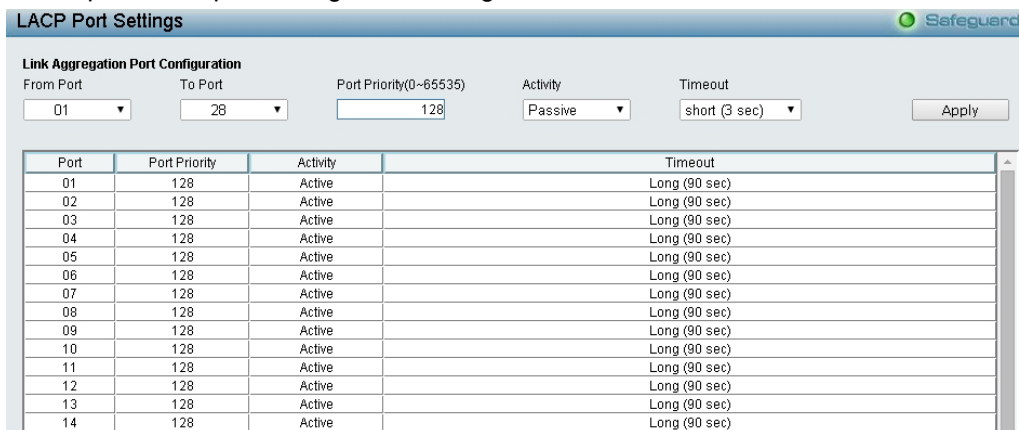 LACP Port Settings
Safeguard
Link Aggregation Port Configuration
From Port To Port Port Priority(0~65535) Activity Timeout
01 28 128 Passive short (3 sec) Apply
Port Port Priority Activity Timeout
01 128 Active Long (90 sec)
02 128 Active Long (90 sec)
03 128 Active Long (90 sec)
04 128 Active Long (90 sec)
05 128 Active Long (90 sec)
06 128 Active Long (90 sec)
07 128 Active Long (90 sec)
08 128 Active Long (90 sec)
09 128 Active Long (90 sec)
10 128 Active Long (90 sec)
11 128 Active Long (90 sec)
12 128 Active Long (90 sec)
13 128 Active Long (90 sec)
14 128 Active Long (90 sec)